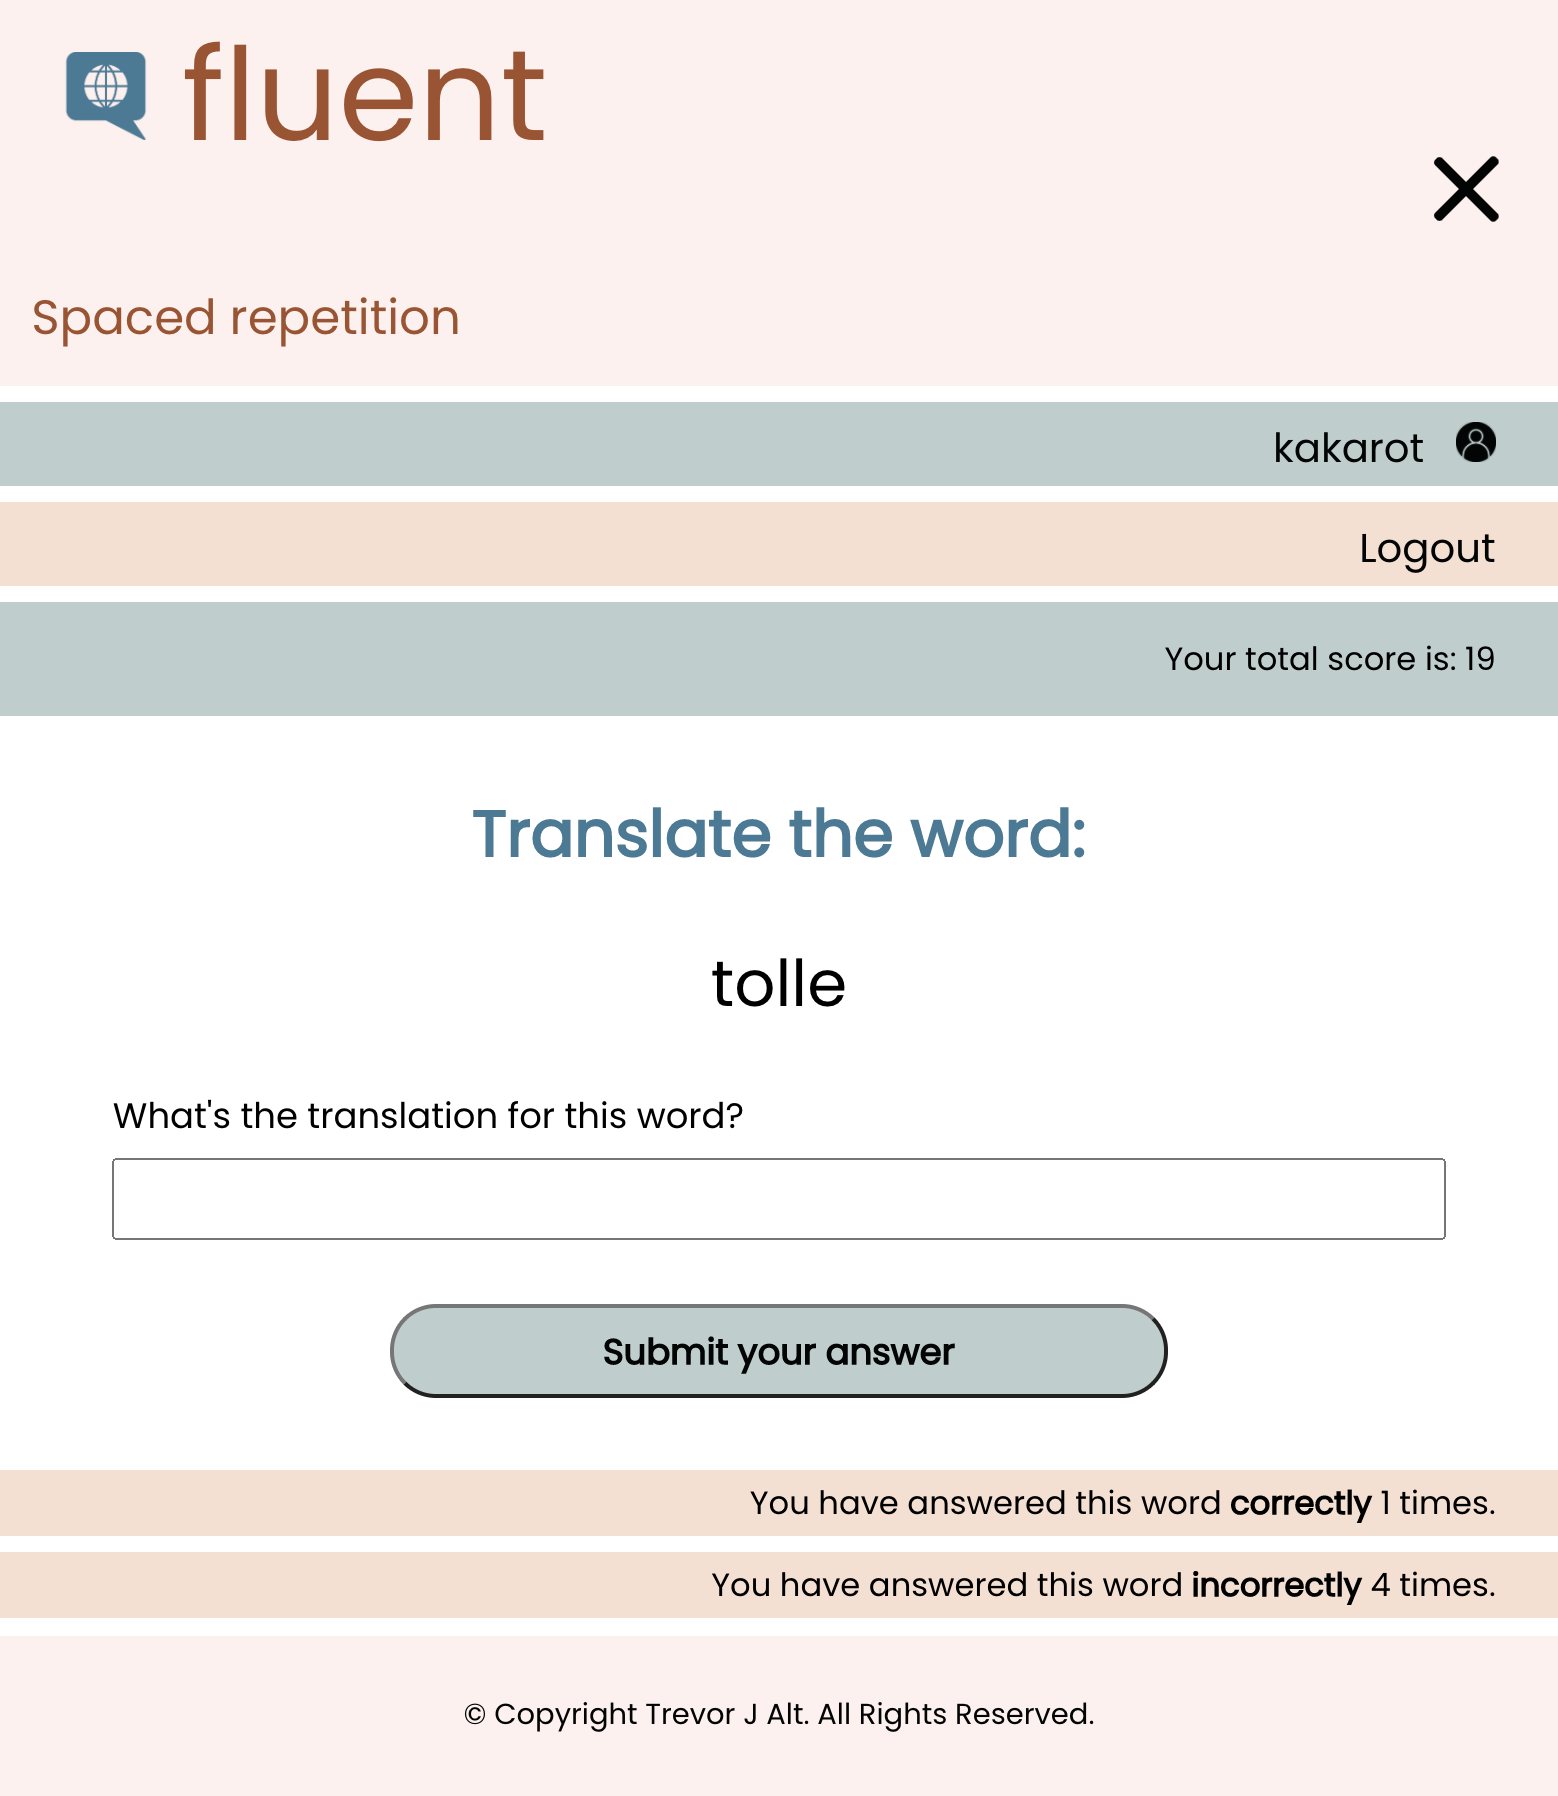 fluent
Spaced repetition
kakarot
Logout
Your total score is: 19
Translate the word:
tolle
What's the translation for this word?
Submit your answer
You have answered this word correctly 1 times.
You have answered this word incorrectly 4 times.
© Copyright Trevor J Alt. All Rights Reserved.